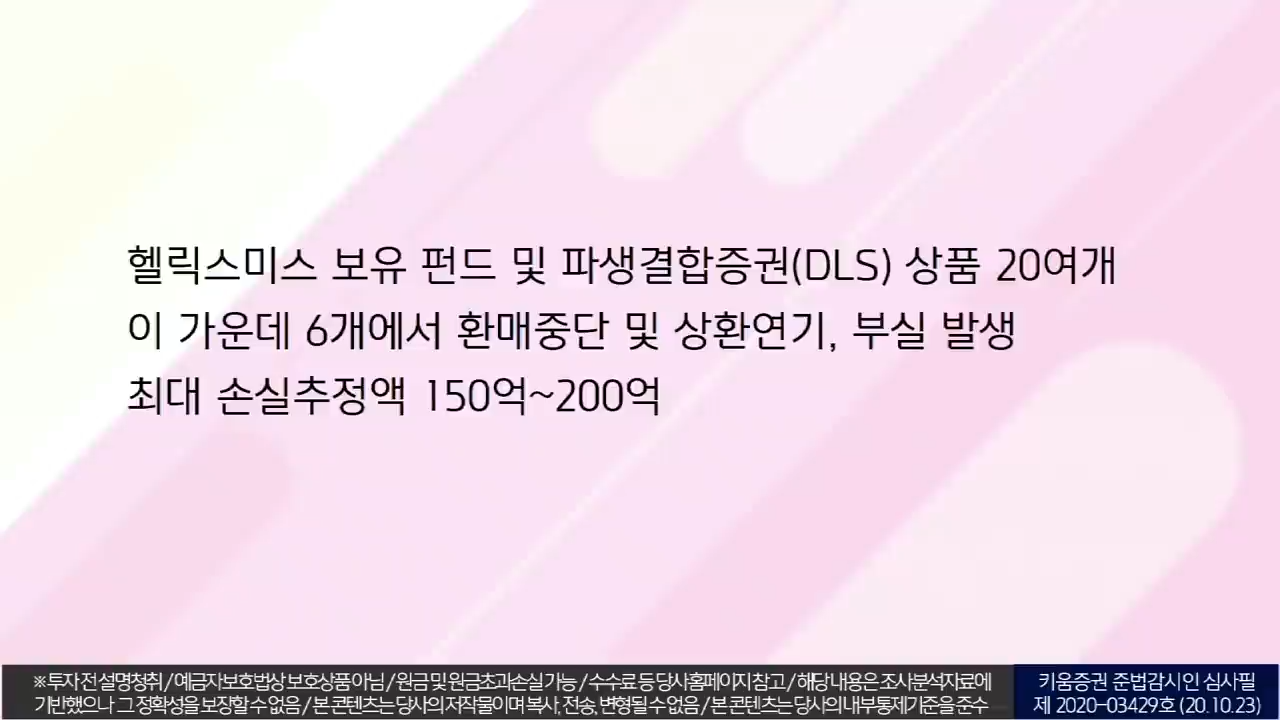 헬릭스미스 보유 펀드 및 파생결합증권(DLS) 상품 20여개
이 가운데 6개에서 환매중단 및 상환연기, 부실 발생
최대 손실추정액 150억~200억
※ 투자 전 설명청취 / 예금자보호법상 보호상품 아님 / 원금 및 원금초과손실 가능 / 수수료 등 당사홈페이지 참고 / 해당 내용은 조사분석자료에
기반했으나 그 정확성을 보장할 수 없음 / 본 콘텐츠는 당사의 저작물이며 복사, 전송, 변형될 수 없음 / 본 콘텐츠는 당사의 내부통제기준을 준수
키움증권 준법감시인 심사필
제 2020-03429호 (20.10.23)